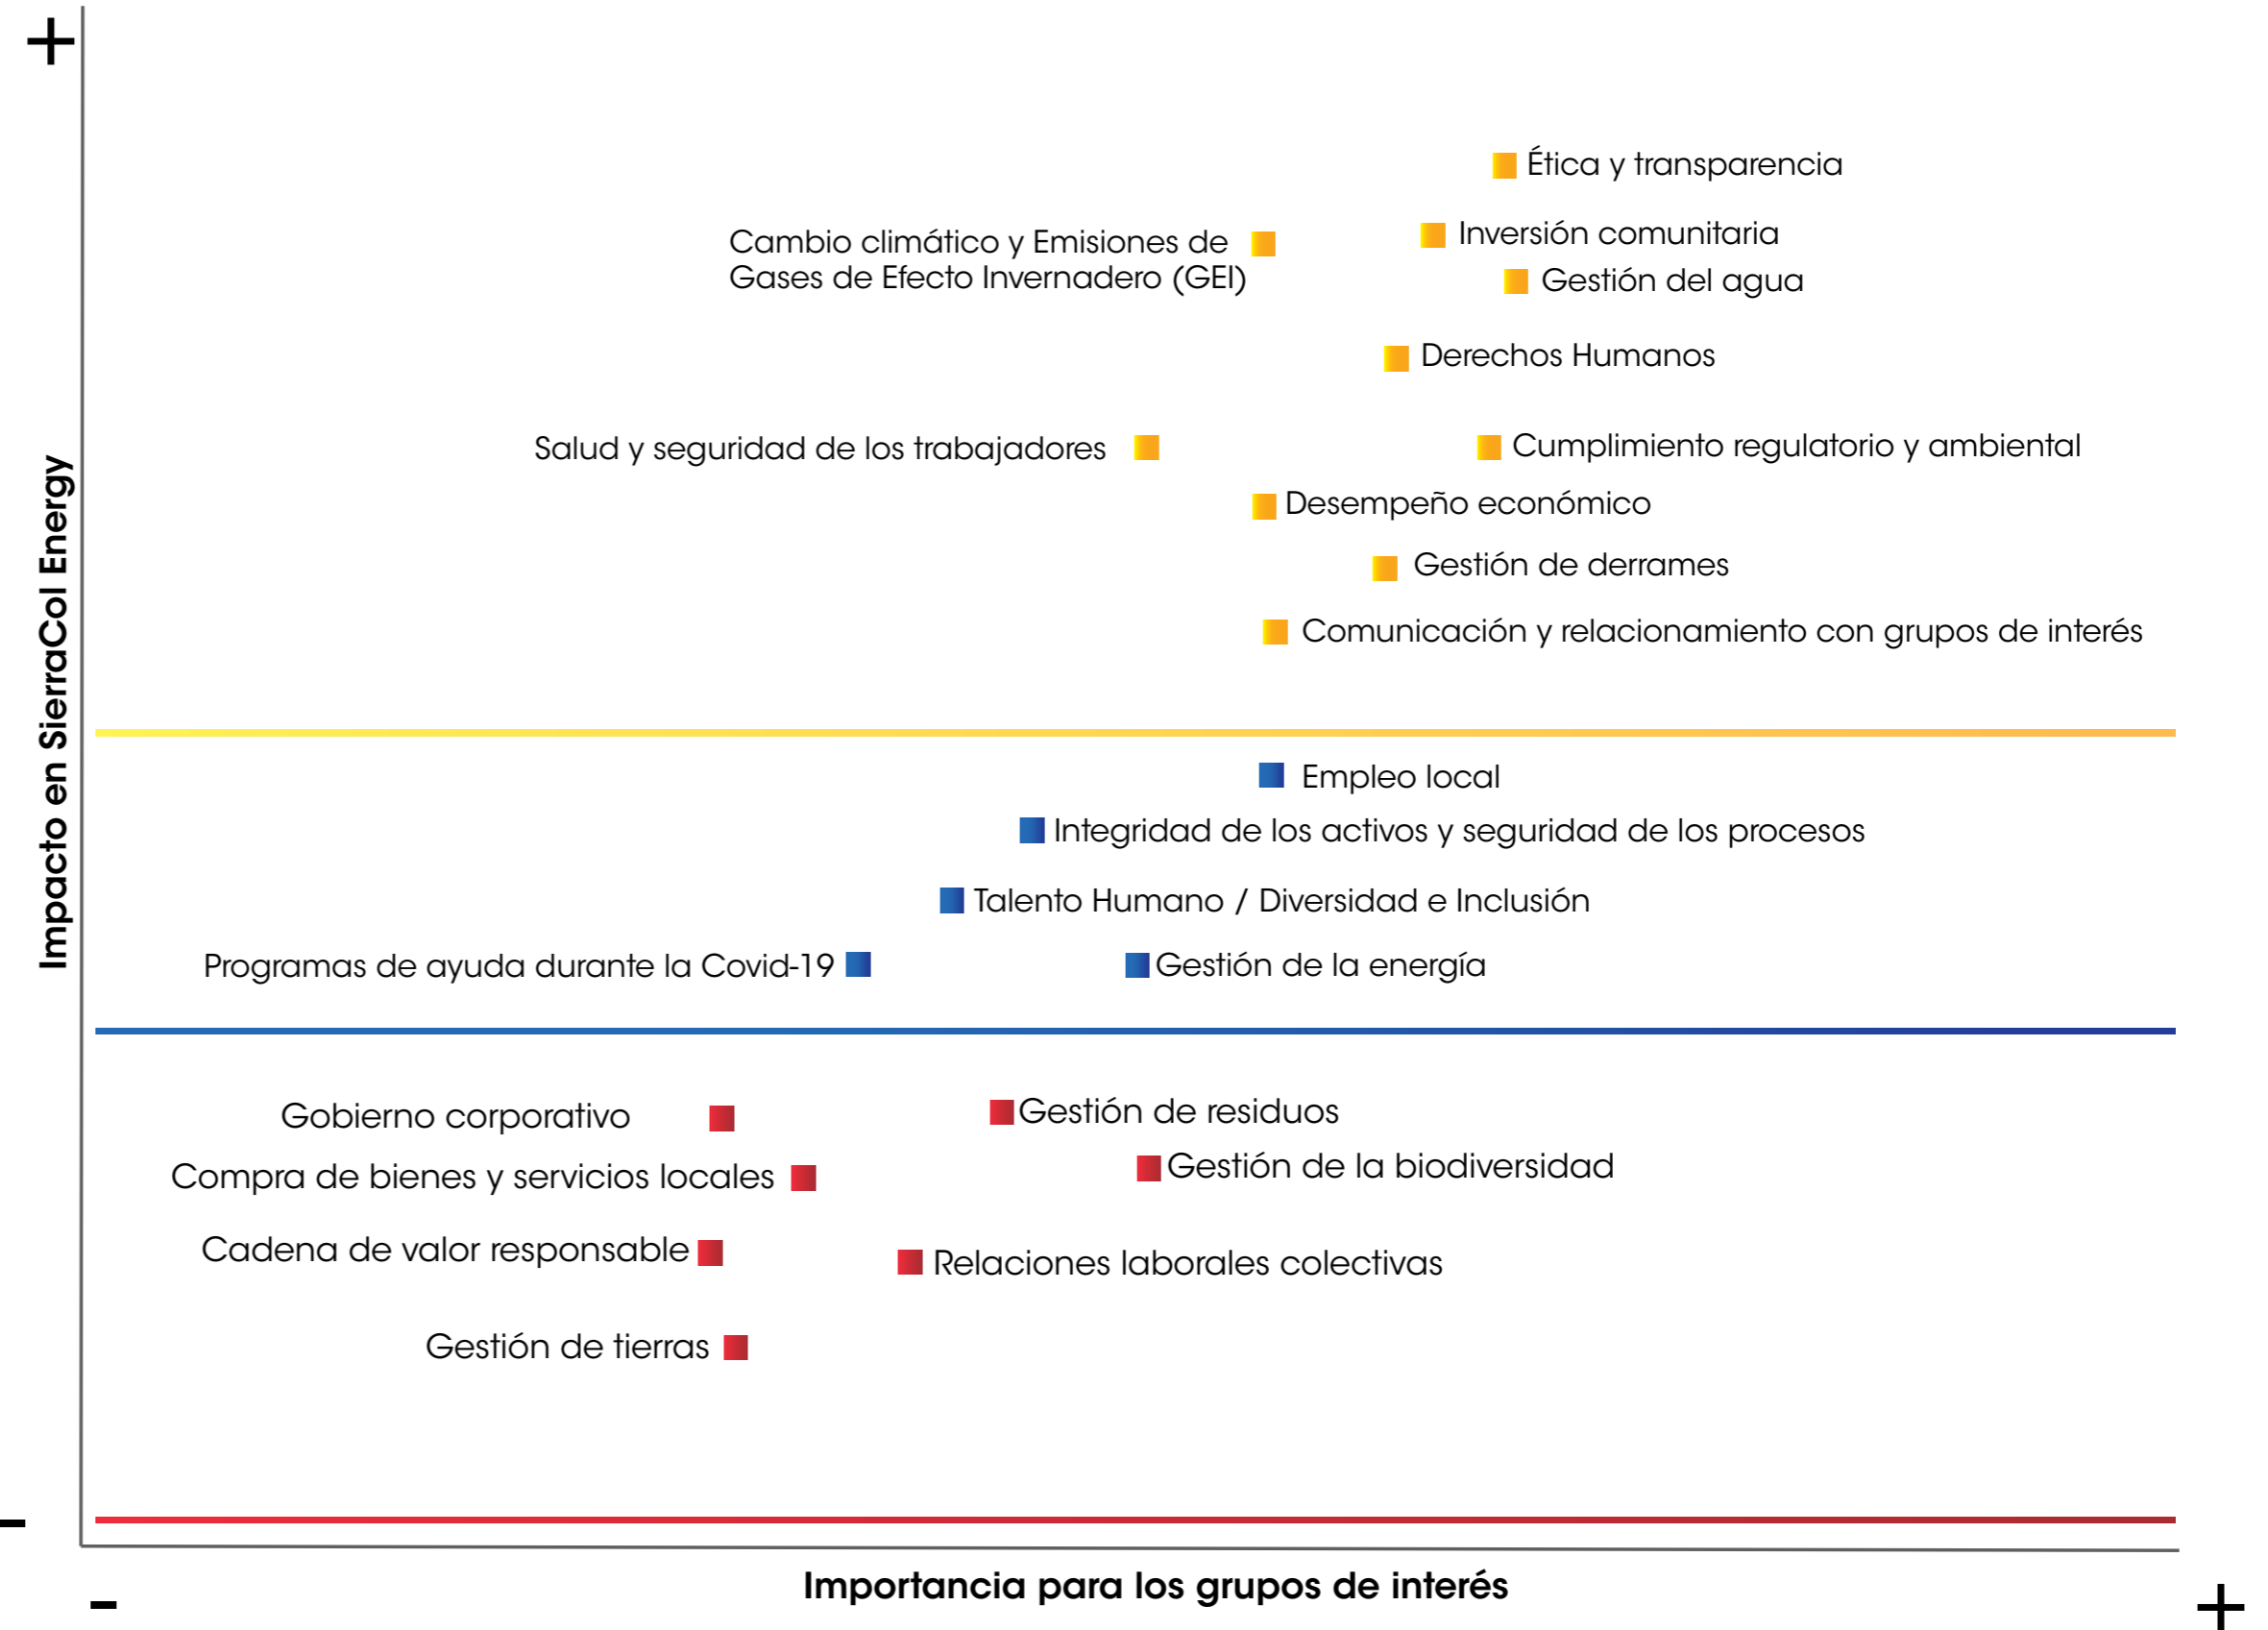 +
Ética y transparencia
Inversión comunitaria
Cambio climático y Emisiones de
Gases de Efecto Invernadero (GEI)
Gestión del agua
Derechos Humanos
Salud y seguridad de los trabajadores
Cumplimiento regulatorio y ambiental
Desempeño económico
Gestión de derrames
Comunicación y relacionamiento con grupos de interés
Impacto en SierraCol Energy
Empleo local
Integridad de los activos y seguridad de los procesos
Talento Humano / Diversidad e Inclusión
Programas de ayuda durante la Covid-19
Gestión de la energía
Gobierno corporativo
Gestión de residuos
Compra de bienes y servicios locales
Gestión de la biodiversidad
Cadena de valor responsable
Relaciones laborales colectivas
Gestión de tierras
-
-
Importancia para los grupos de interés
+